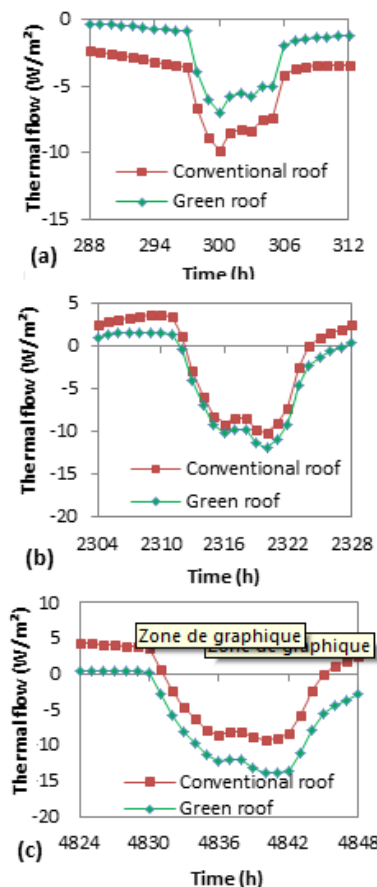 0
-5
-10
-15
Thermal flow (W/m²)
Conventional roof
Green roof
288 294 300 306 312
(a)
Time (h)
5
0
-5
-10
-15
-20
Thermal flow (W/m²)
Conventional roof
Green roof
2304 2310 2316 2322 2328
(b)
Time (h)
10
5
0
-5
-10
-15
-20
Thermal flow (W/m²)
Zone de graphique
Zone de graphique
Conventional roof
Green roof
(c)
4824 4830 4836 4842 4848
Time (h)